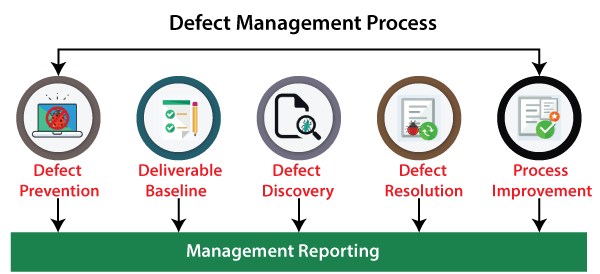 Defect Management Process
Defect
Prevention
Deliverable
Baseline
Defect
Discovery
Defect
Resolution
Process
Improvement
Management Reporting